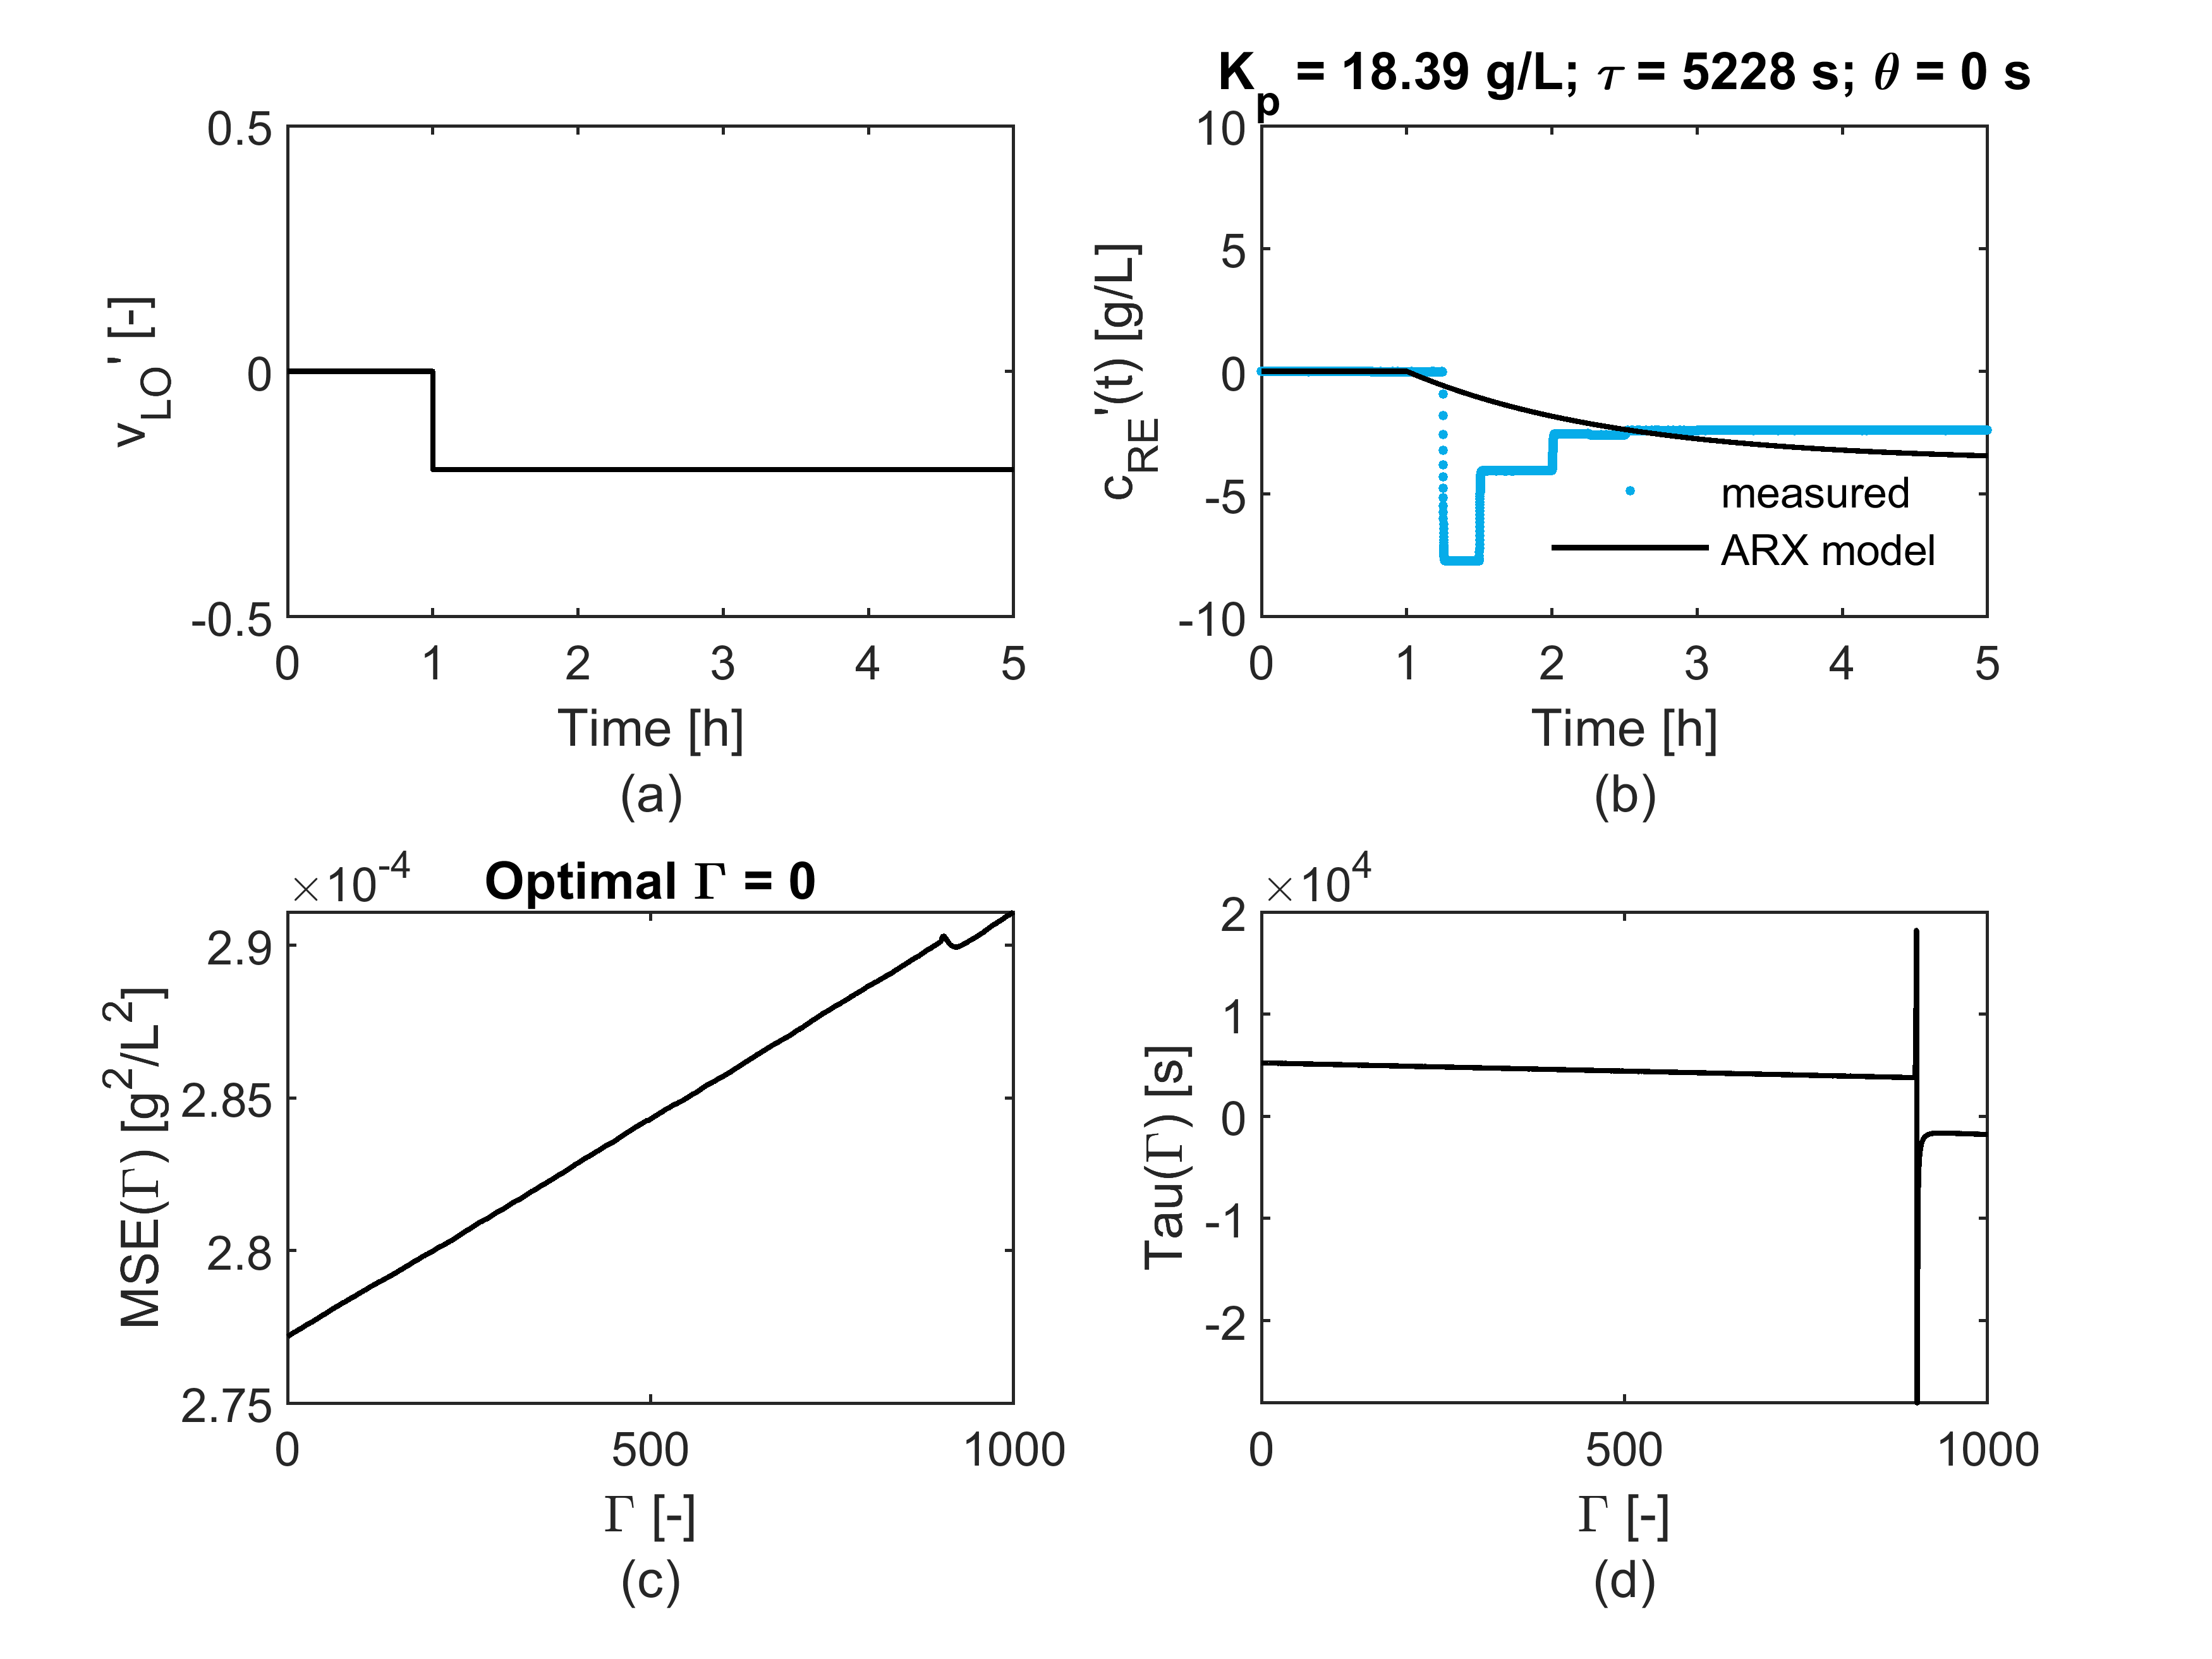 0.5
0
-0.5
0 1 2 3 4 5
v_LO' [-]
Time [h]
(a)
K_p = 18.39 g/L; τ = 5228 s; θ = 0 s
10
5
0
-5
-10
0 1 2 3 4 5
c_RE'(t) [g/L]
measured
ARX model
Time [h]
(b)
×10^-4
Optimal Γ = 0
2.9
2.85
2.8
2.75
0 500 1000
MSE(Γ) [g^2/L^2]
Γ [-]
(c)
×10^4
2
1
0
-1
-2
0 500 1000
Tau(Γ) [s]
Γ [-]
(d)